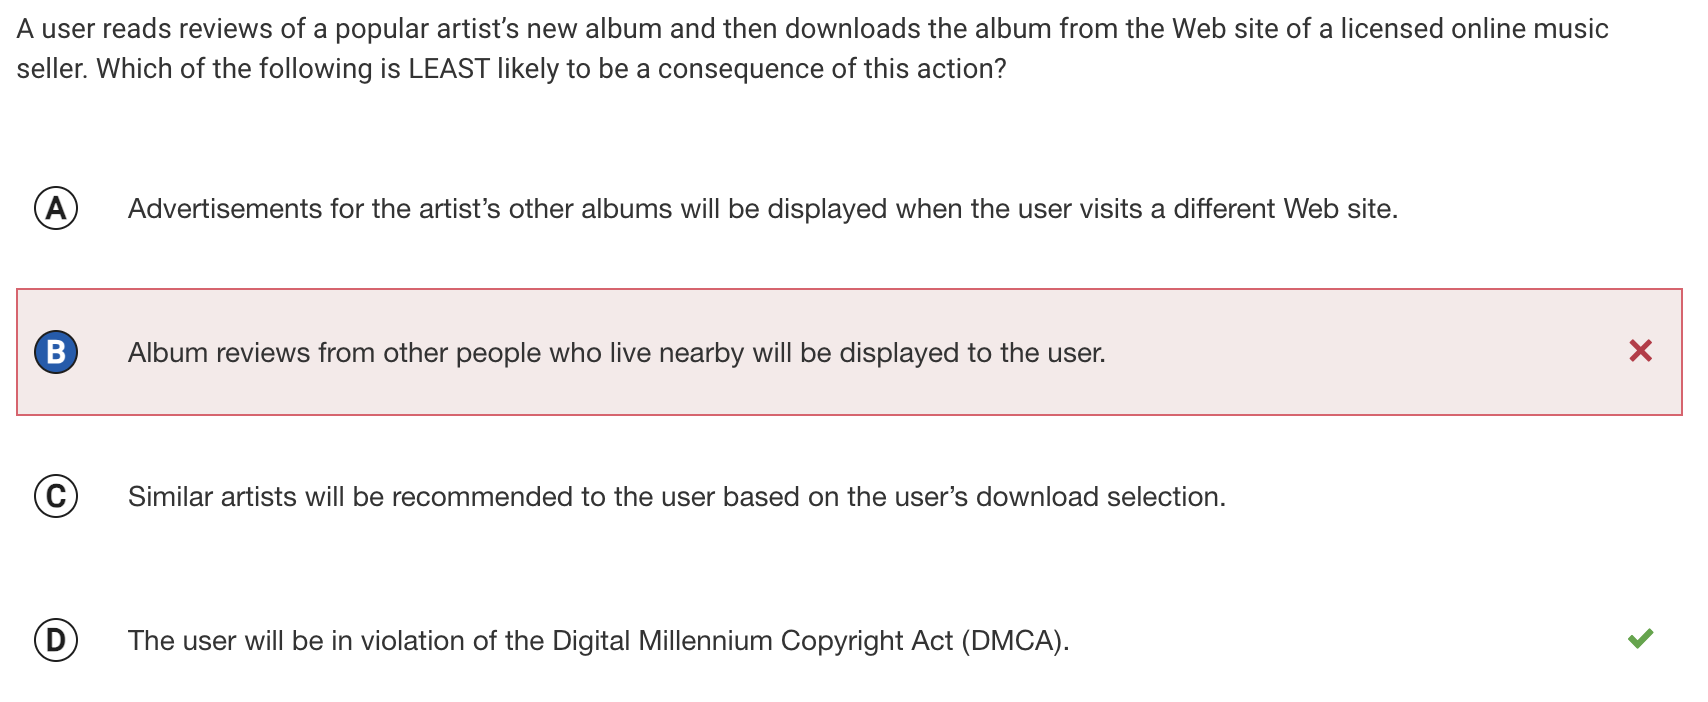 A user reads reviews of a popular artist’s new album and then downloads the album from the Web site of a licensed online music
seller. Which of the following is LEAST likely to be a consequence of this action?
A Advertisements for the artist’s other albums will be displayed when the user visits a different Web site.
B Album reviews from other people who live nearby will be displayed to the user.
C Similar artists will be recommended to the user based on the user’s download selection.
D The user will be in violation of the Digital Millennium Copyright Act (DMCA).